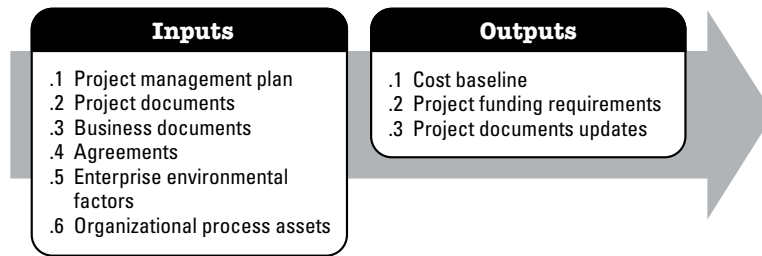 Inputs
.1 Project management plan
.2 Project documents
.3 Business documents
.4 Agreements
.5 Enterprise environmental
factors
.6 Organizational process assets
Outputs
.1 Cost baseline
.2 Project funding requirements
.3 Project documents updates